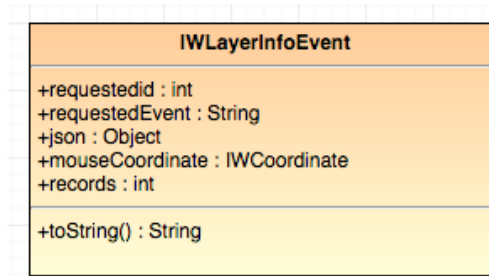 IWLayerInfoEvent
+requestedid : int
+requestedEvent : String
+json : Object
+mouseCoordinate : IWCoordinate
+records : int
+toString() : String